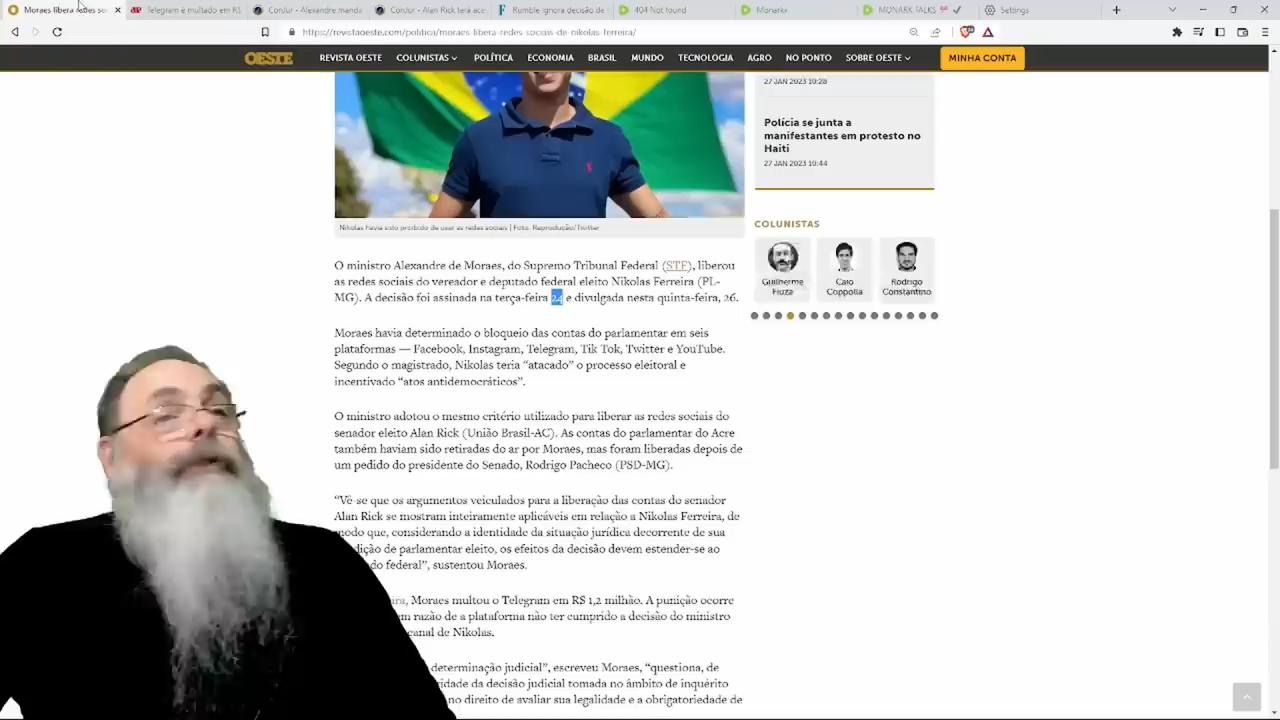 Moraes libera redes so
Telegram é multado em R$
ConJur - Alexandre manda
ConJur - Alan Rick terá aces
Rumble ignora decisão de
404 Not found
Monark
MONARK TALKS
Settings
https://revistaoeste.com/politica/moraes-libera-redes-sociais-de-nikolas-ferreira/
OESTE
REVISTA OESTE
COLUNISTAS
POLÍTICA
ECONOMIA
BRASIL
MUNDO
TECNOLOGIA
AGRO
NO PONTO
SOBRE OESTE
MINHA CONTA
27 JAN 2023 10:28
Polícia se junta a
manifestantes em protesto no
Haiti
27 JAN 2023 10:44
COLUNISTAS
Guilherme
Fiuza
Caio
Coppolla
Rodrigo
Constantino
Nikolas havia sido proibido de usar as redes sociais | Foto: Reprodução/Twitter
O ministro Alexandre de Moraes, do Supremo Tribunal Federal (STF), liberou
as redes sociais do vereador e deputado federal eleito Nikolas Ferreira (PL-
MG). A decisão foi assinada na terça-feira 24 e divulgada nesta quinta-feira, 26.
Moraes havia determinado o bloqueio das contas do parlamentar em seis
plataformas — Facebook, Instagram, Telegram, Tik Tok, Twitter e YouTube.
Segundo o magistrado, Nikolas teria “atacado” o processo eleitoral e
incentivado “atos antidemocráticos”.
O ministro adotou o mesmo critério utilizado para liberar as redes sociais do
senador eleito Alan Rick (União Brasil-AC). As contas do parlamentar do Acre
também haviam sido retiradas do ar por Moraes, mas foram liberadas depois de
um pedido do presidente do Senado, Rodrigo Pacheco (PSD-MG).
“Vê-se que os argumentos veiculados para a liberação das contas do senador
Alan Rick se mostram inteiramente aplicáveis em relação a Nikolas Ferreira, de
modo que, considerando a identidade da situação jurídica decorrente de sua
dição de parlamentar eleito, os efeitos da decisão devem estender-se ao
do federal”, sustentou Moraes.
ira, Moraes multou o Telegram em R$ 1,2 milhão. A punição ocorre
em razão de a plataforma não ter cumprido a decisão do ministro
canal de Nikolas.
determinação judicial”, escreveu Moraes, “questiona, de
ridade da decisão judicial tomada no âmbito de inquérito
no direito de avaliar sua legalidade e a obrigatoriedade de